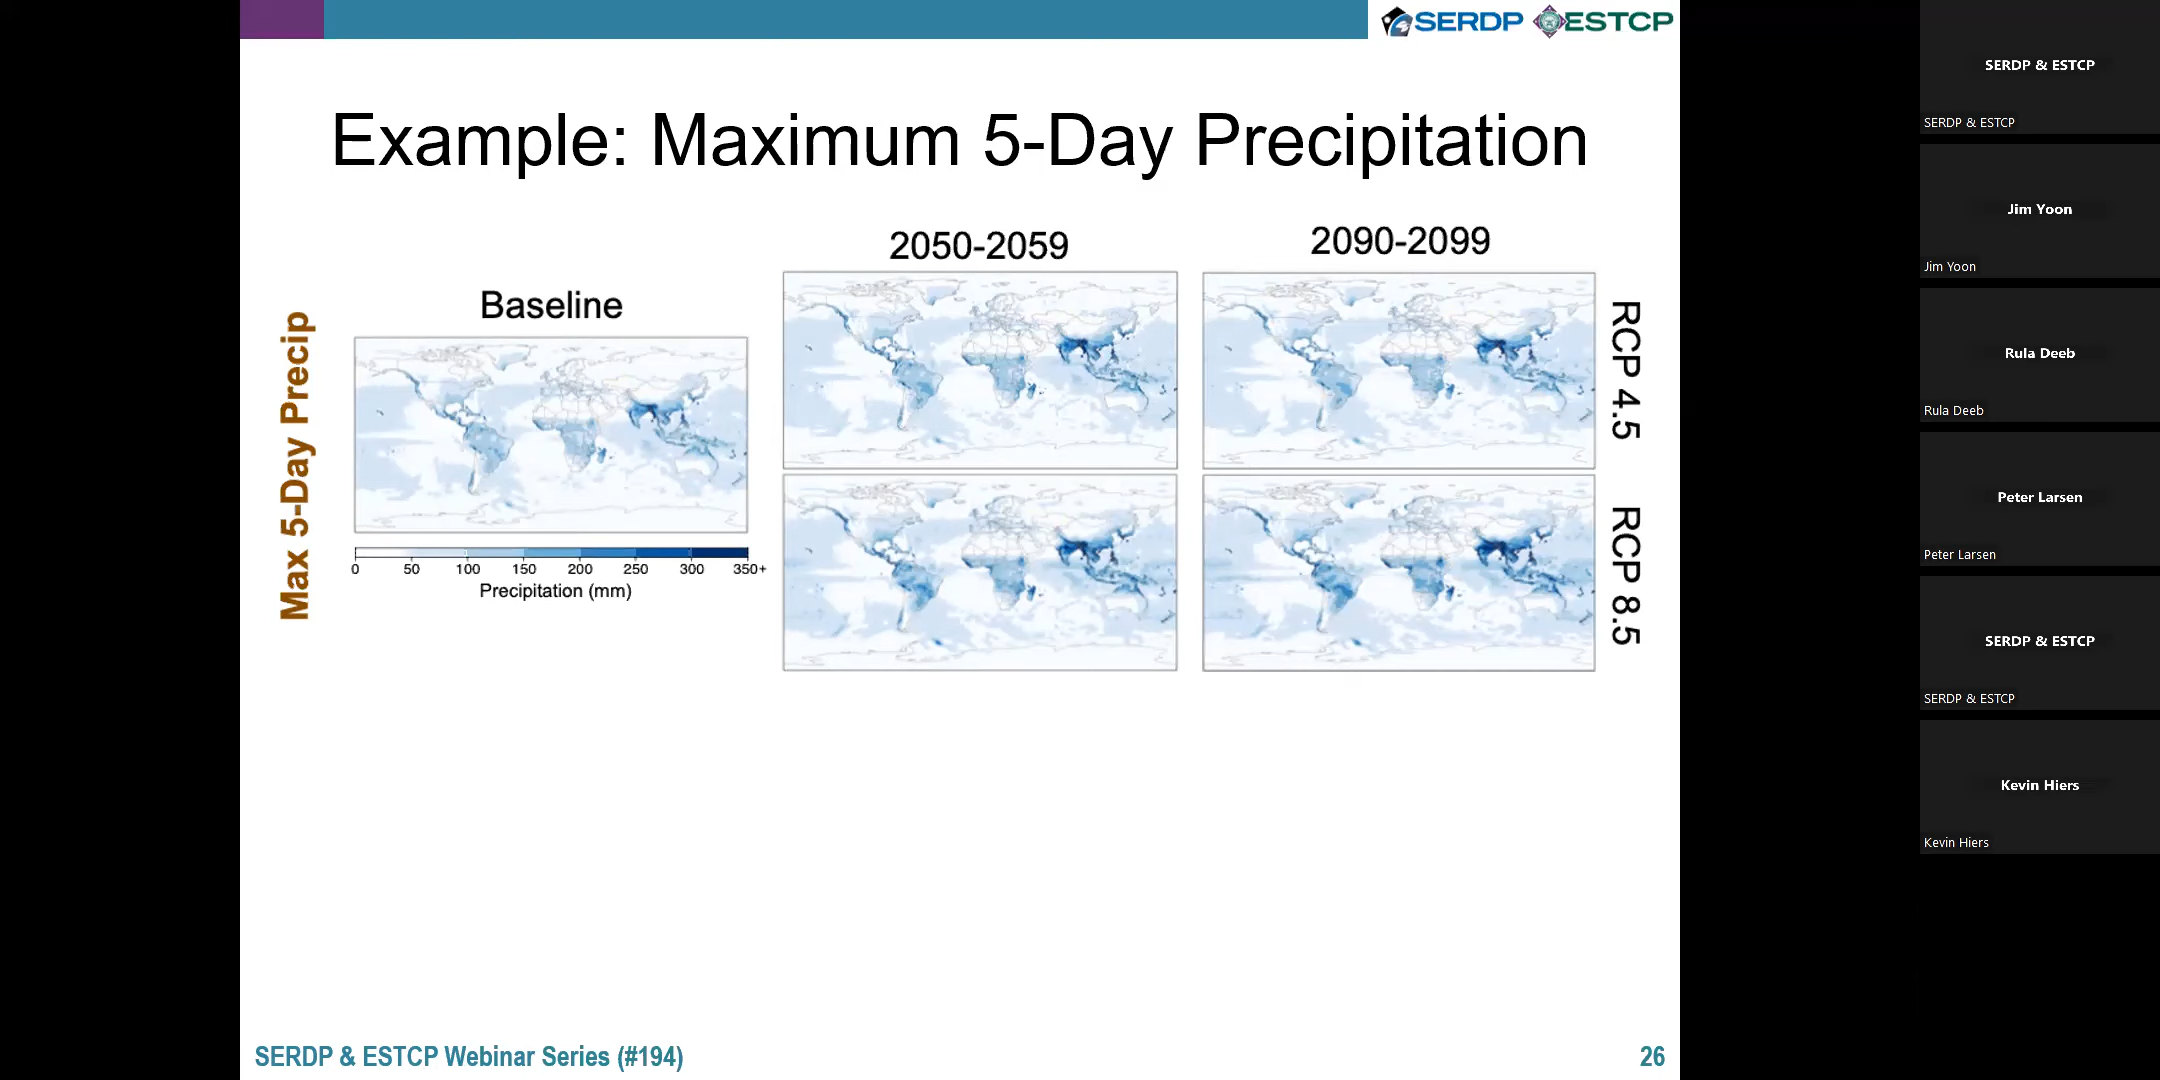 SERDP ESTCP
Example: Maximum 5-Day Precipitation
2050-2059
2090-2099
Baseline
Max 5-Day Precip
RCP 4.5
RCP 8.5
0 50 100 150 200 250 300 350+
Precipitation (mm)
SERDP & ESTCP Webinar Series (#194)
26
SERDP & ESTCP
SERDP & ESTCP
Jim Yoon
Jim Yoon
Rula Deeb
Rula Deeb
Peter Larsen
Peter Larsen
SERDP & ESTCP
SERDP & ESTCP
Kevin Hiers
Kevin Hiers